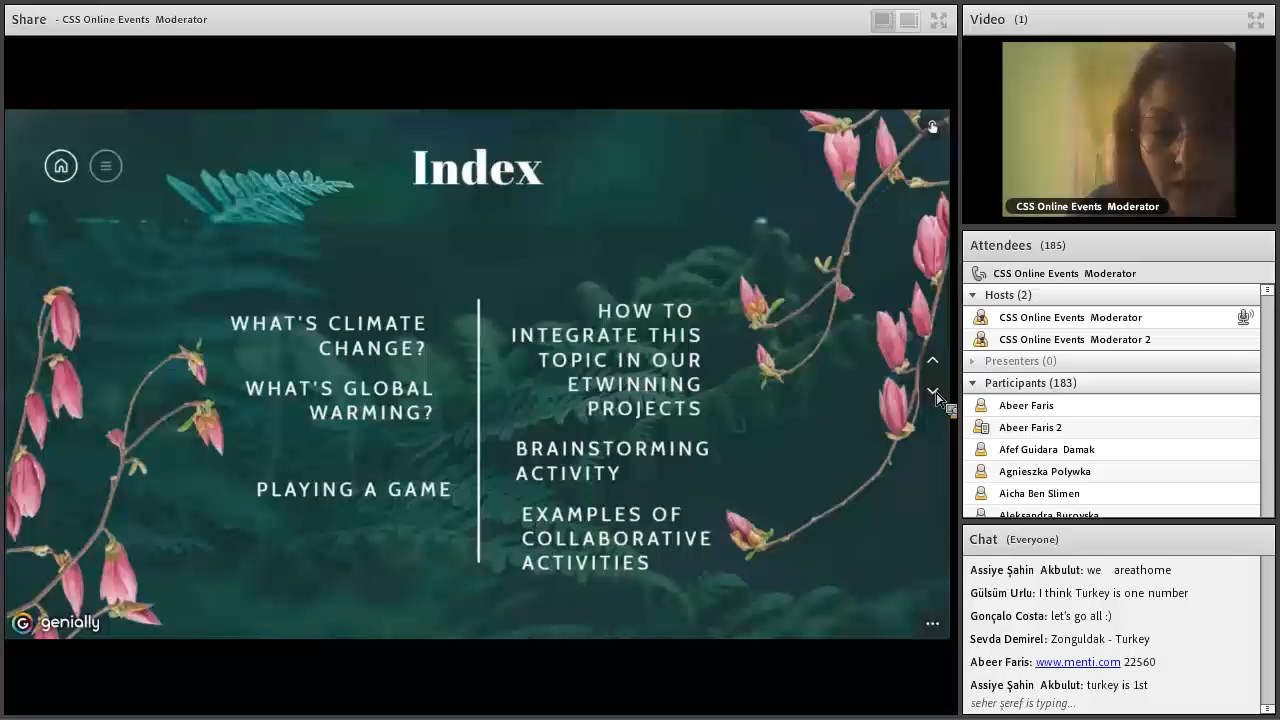 Share - CSS Online Events Moderator
Index
WHAT'S CLIMATE
CHANGE?
WHAT'S GLOBAL
WARMING?
PLAYING A GAME
HOW TO
INTEGRATE THIS
TOPIC IN OUR
ETWINNING
PROJECTS
BRAINSTORMING
ACTIVITY
EXAMPLES OF
COLLABORATIVE
ACTIVITIES
genially
Video (1)
CSS Online Events Moderator
Attendees (185)
CSS Online Events Moderator
Hosts (2)
CSS Online Events Moderator
CSS Online Events Moderator 2
Presenters (0)
Participants (183)
Abeer Faris
Abeer Faris 2
Afef Guidara Damak
Agnieszka Polywka
Aicha Ben Slimen
Aleksandra Burovska
Chat (Everyone)
Assiye Şahin Akbulut: we areathome
Gülsüm Urlu: I think Turkey is one number
Gonçalo Costa: let's go all :)
Sevda Demirel: Zonguldak - Turkey
Abeer Faris: www.menti.com 22560
Assiye Şahin Akbulut: turkey is 1st
seher şeref is typing...